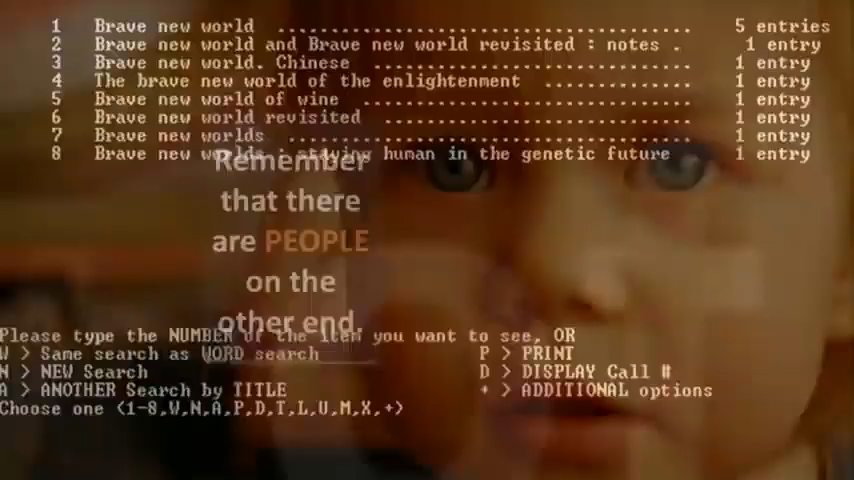 1 Brave new world ..................................... 5 entries
2 Brave new world and Brave new world revisited : notes . 1 entry
3 Brave new world. Chinese ............................ 1 entry
4 The brave new world of the enlightenment ............. 1 entry
5 Brave new world of wine ............................. 1 entry
6 Brave new world revisited ........................... 1 entry
7 Brave new worlds .................................... 1 entry
8 Brave new worlds : staying human in the genetic future 1 entry
Remember
that there
are PEOPLE
on the
other end.
Please type the NUMBER of the item you want to see, OR
W > Same search as WORD search P > PRINT
N > NEW Search D > DISPLAY Call #
A > ANOTHER Search by TITLE + > ADDITIONAL options
Choose one (1-8,W,N,A,P,D,T,L,U,M,X,+)